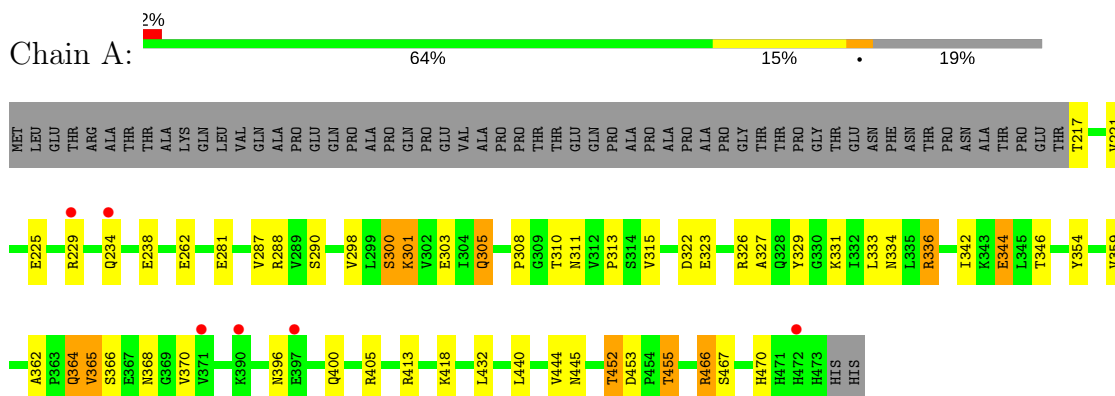 2%
Chain A:
64% 15% • 19%
MET LEU GLU THR ARG ALA THR THR ALA LYS GLN LEU VAL GLN ALA PRO GLU GLN PRO ALA PRO GLN PRO GLU VAL ALA PRO PRO THR THR GLU GLN PRO ALA PRO ALA PRO ALA PRO GLY THR THR PRO GLY THR GLU ASN PHE ASN THR PRO ASN ALA THR PRO GLU THR T217 V221
E225 R229 Q234 E238 E262 E281 V287 R288 V289 S290 V298 L299 S300 K301 V302 E303 I304 Q305 P308 G309 T310 N311 V312 P313 S314 V315 D322 E323 R326 A327 Q328 Y329 G330 K331 I332 L333 N334 L335 R336 I342 K343 E344 L345 T346 Y354 V359
A362 P363 Q364 V365 S366 E367 N368 G369 V370 V371 K390 N396 E397 Q400 R405 R413 K418 L432 L440 V444 N445 T452 D453 P454 T455 R466 S467 H470 H471 H472 H473 HIS HIS